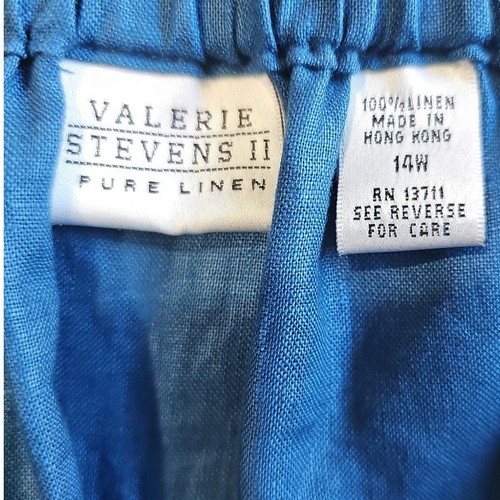 VALERIE
STEVENS II
PURE LINEN
100% LINEN
MADE IN
HONG KONG
14W
RN 13711
SEE REVERSE
FOR CARE